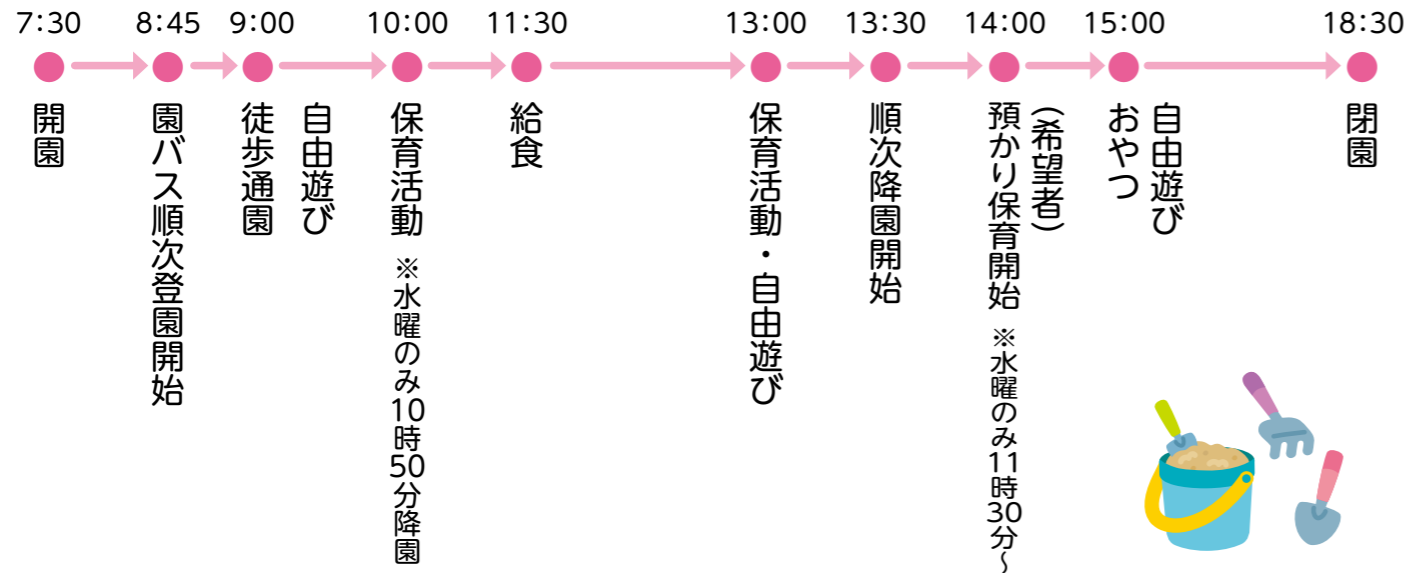 7:30
開園
8:45
園バス順次登園開始
9:00
徒歩通園
自由遊び
10:00
保育活動 ※水曜のみ10時50分降園
11:30
給食
13:00
保育活動・自由遊び
13:30
順次降園開始
14:00
(希望者)
預かり保育開始 ※水曜のみ11時30分~
15:00
自由遊び
おやつ
18:30
閉園